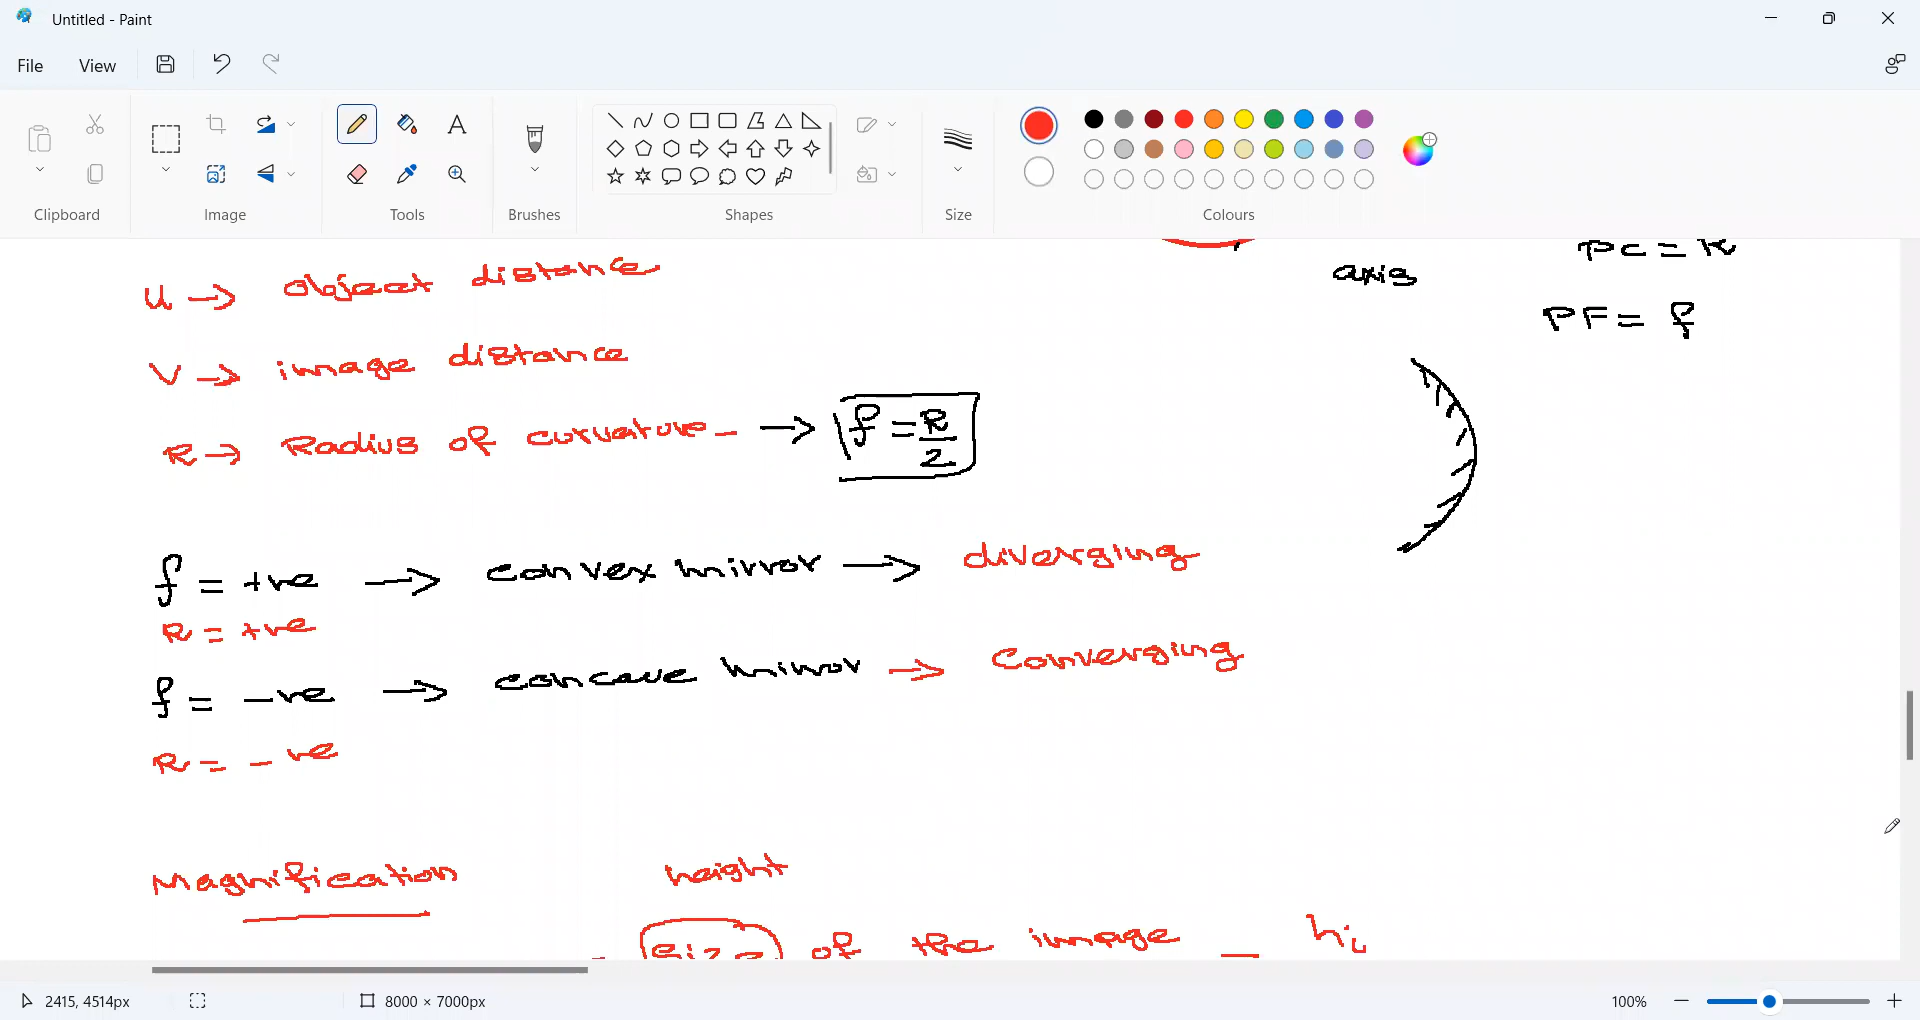 Untitled - Paint
File View
Clipboard Image Tools Brushes Shapes Size Colours
PC = R
axis
PF = f
u → object distance
v → image distance
R → Radius of curvature → f = R/2
f = +ve → convex mirror → diverging
R = +ve
f = -ve → concave mirror → Converging
R = -ve
Magnification
height
= size of the image = hi
2415, 4514px 8000 × 7000px 100%